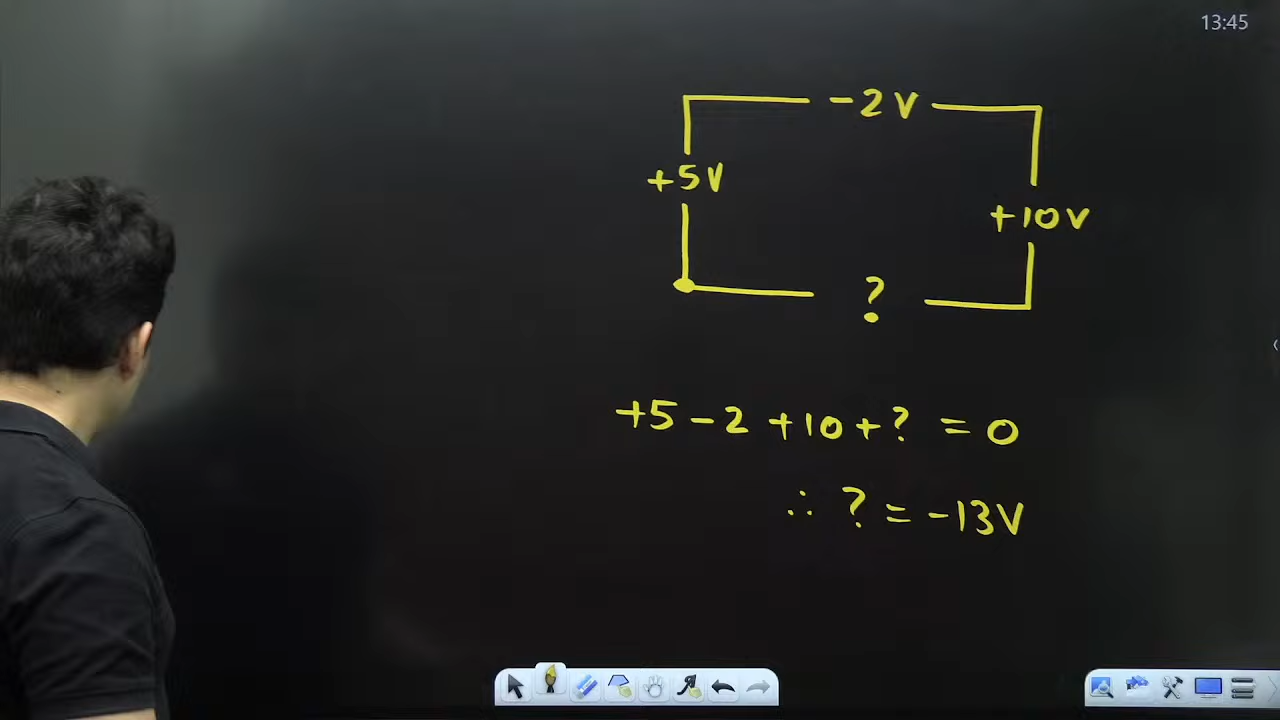 13:45
-2V
+5V
+10V
?
+5 - 2 + 10 + ? = 0
∴ ? = -13V